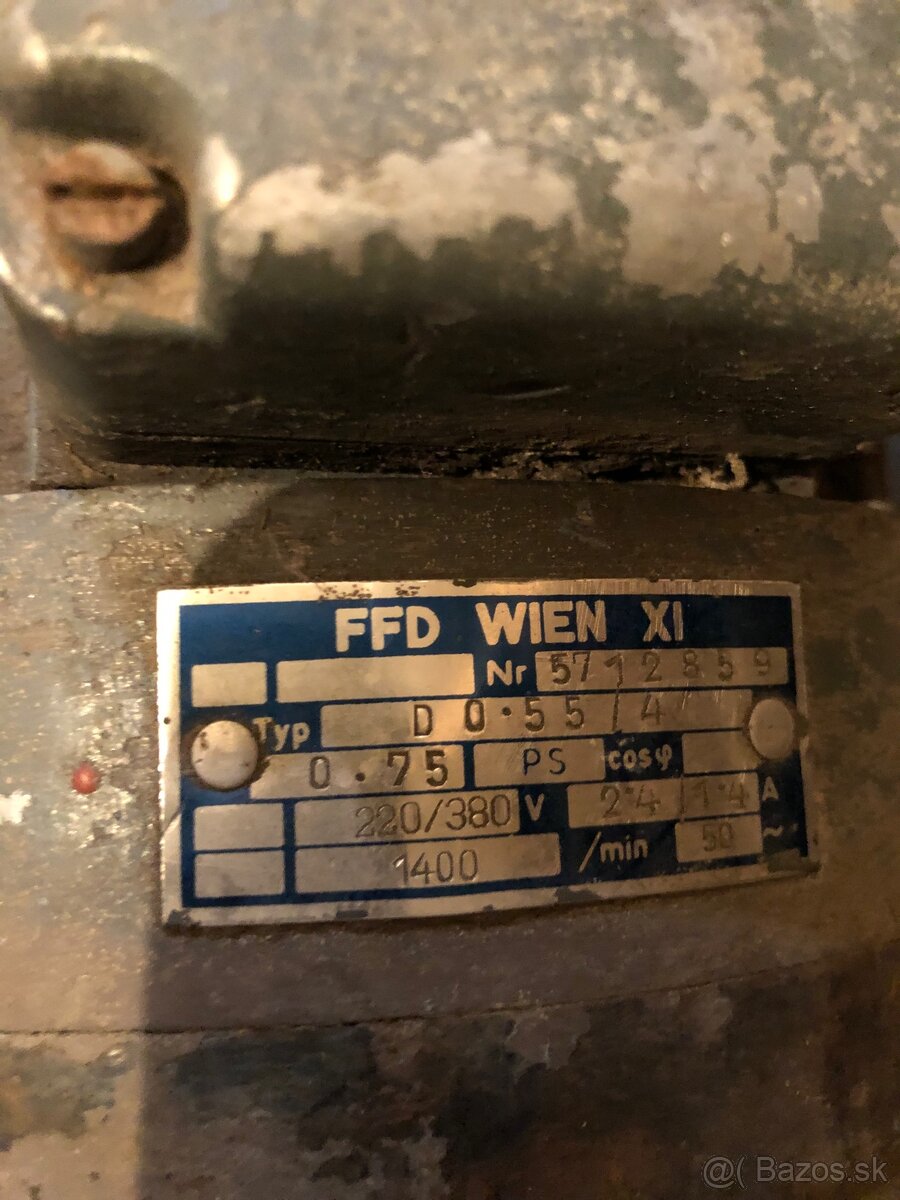 FFD WIEN XI
Nr 5712859
Typ D 0·55/4
0·75 PS cosφ
220/380 V 2·4/1·4 A
1400 /min 50 ~
@( Bazos.sk